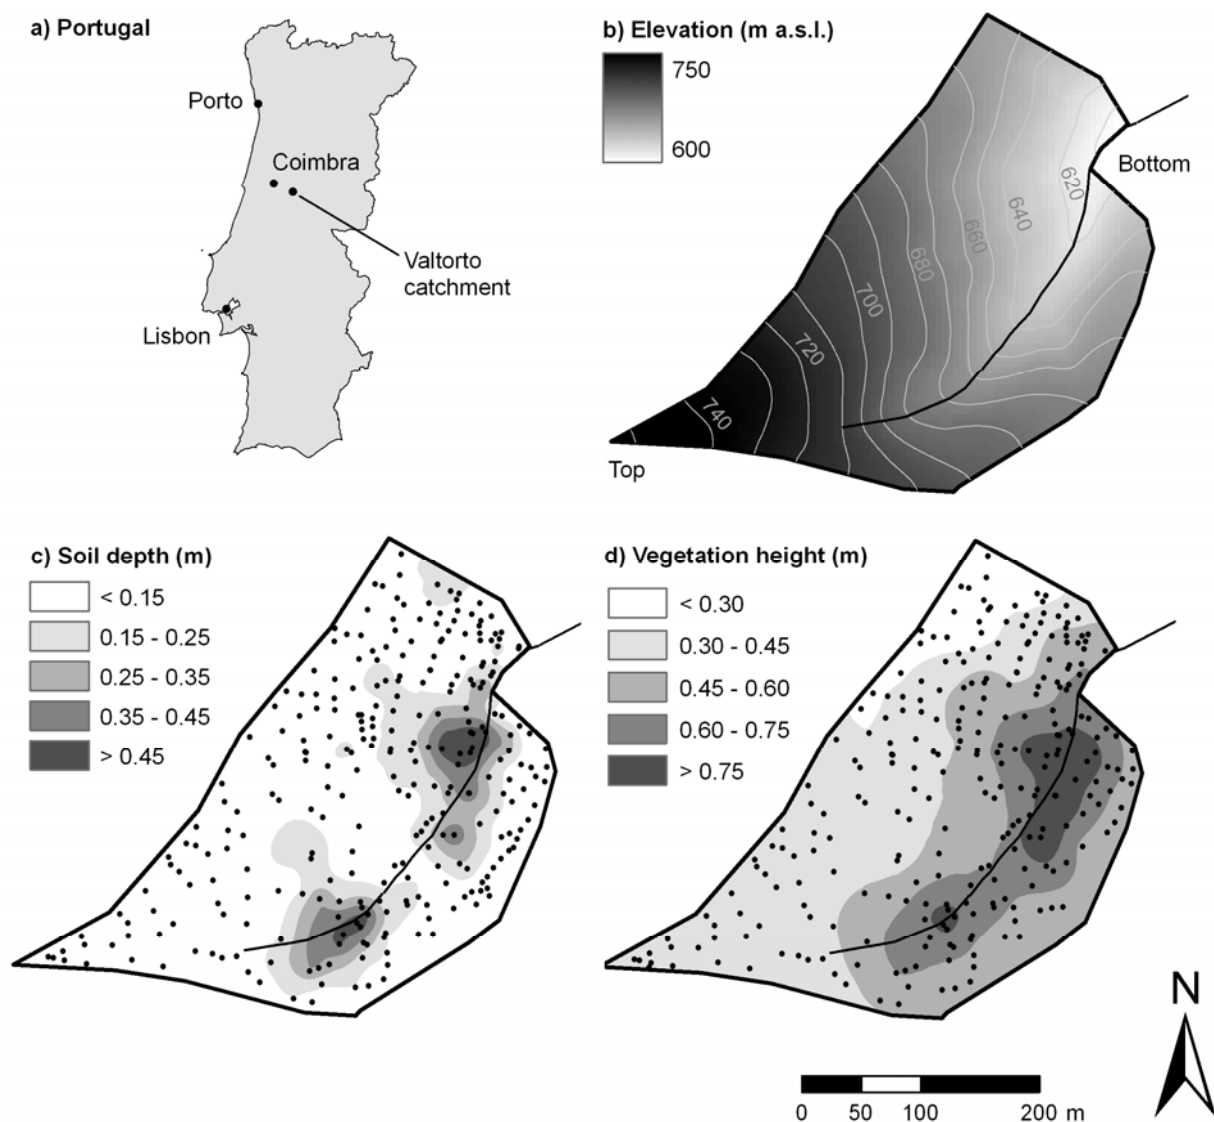 a) Portugal
Porto
Coimbra
Valtorto
catchment
Lisbon
b) Elevation (m a.s.l.)
750
600
Bottom
620
640
660
680
700
720
740
Top
c) Soil depth (m)
< 0.15
0.15 - 0.25
0.25 - 0.35
0.35 - 0.45
> 0.45
d) Vegetation height (m)
< 0.30
0.30 - 0.45
0.45 - 0.60
0.60 - 0.75
> 0.75
N
0 50 100 200 m